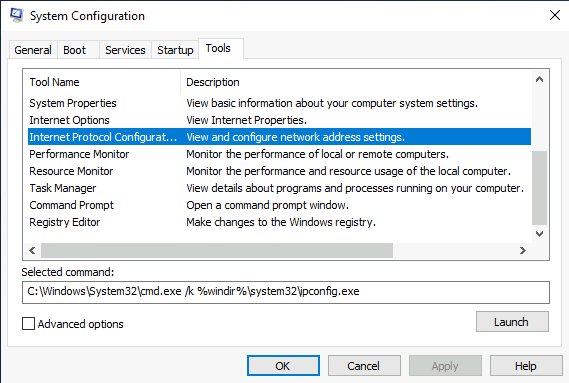 System Configuration
General Boot Services Startup Tools
Tool Name Description
System Properties View basic information about your computer system settings.
Internet Options View Internet Properties.
Internet Protocol Configurat... View and configure network address settings.
Performance Monitor Monitor the performance of local or remote computers.
Resource Monitor Monitor the performance and resource usage of the local computer.
Task Manager View details about programs and processes running on your computer.
Command Prompt Open a command prompt window.
Registry Editor Make changes to the Windows registry.
Selected command:
C:\Windows\System32\cmd.exe /k %windir%\system32\ipconfig.exe
Advanced options Launch
OK Cancel Apply Help